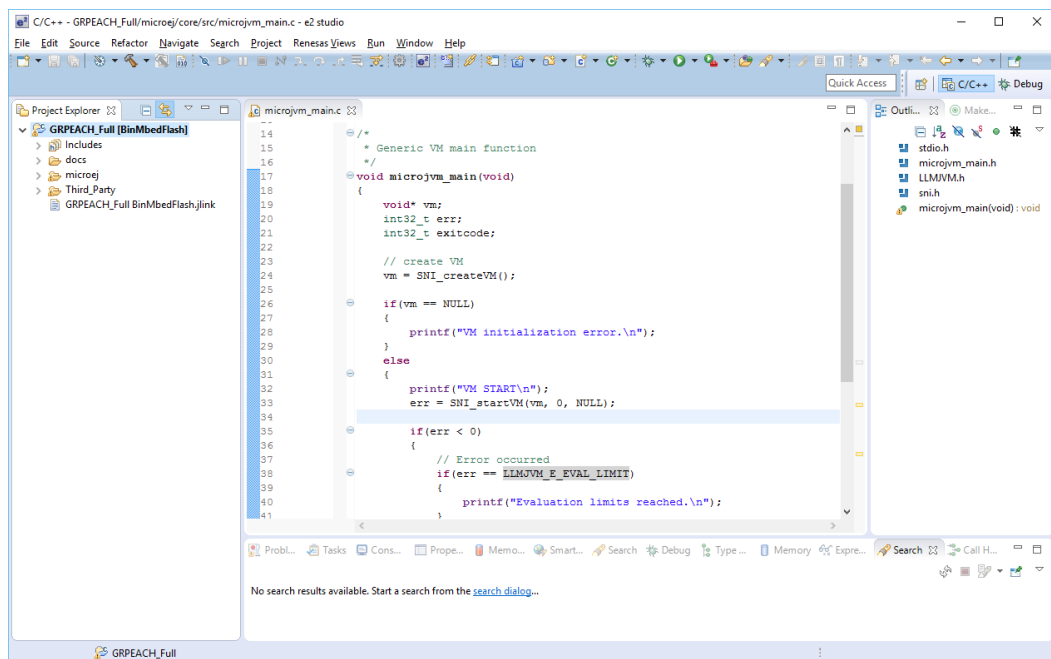 C/C++ - GRPEACH_Full/microej/core/src/microjvm_main.c - e2 studio
File Edit Source Refactor Navigate Search Project Renesas Views Run Window Help
Quick Access C/C++ Debug
Project Explorer
GRPEACH_Full [BinMbedFlash]
Includes
docs
microej
Third_Party
GRPEACH_Full BinMbedFlash.jlink
microjvm_main.c
14 /*
15 * Generic VM main function
16 */
17 void microjvm_main(void)
18 {
19 void* vm;
20 int32_t err;
21 int32_t exitcode;
22
23 // create VM
24 vm = SNI_createVM();
25
26 if(vm == NULL)
27 {
28 printf("VM initialization error.\n");
29 }
30 else
31 {
32 printf("VM START\n");
33 err = SNI_startVM(vm, 0, NULL);
34
35 if(err < 0)
36 {
37 // Error occurred
38 if(err == LLMJVM_E_EVAL_LIMIT)
39 {
40 printf("Evaluation limits reached.\n");
41 }
Outli... Make...
stdio.h
microjvm_main.h
LLMJVM.h
sni.h
microjvm_main(void) : void
Probl... Tasks Cons... Prope... Memo... Smart... Search Debug Type ... Memory Expre... Search Call H...
No search results available. Start a search from the search dialog...
GRPEACH_Full